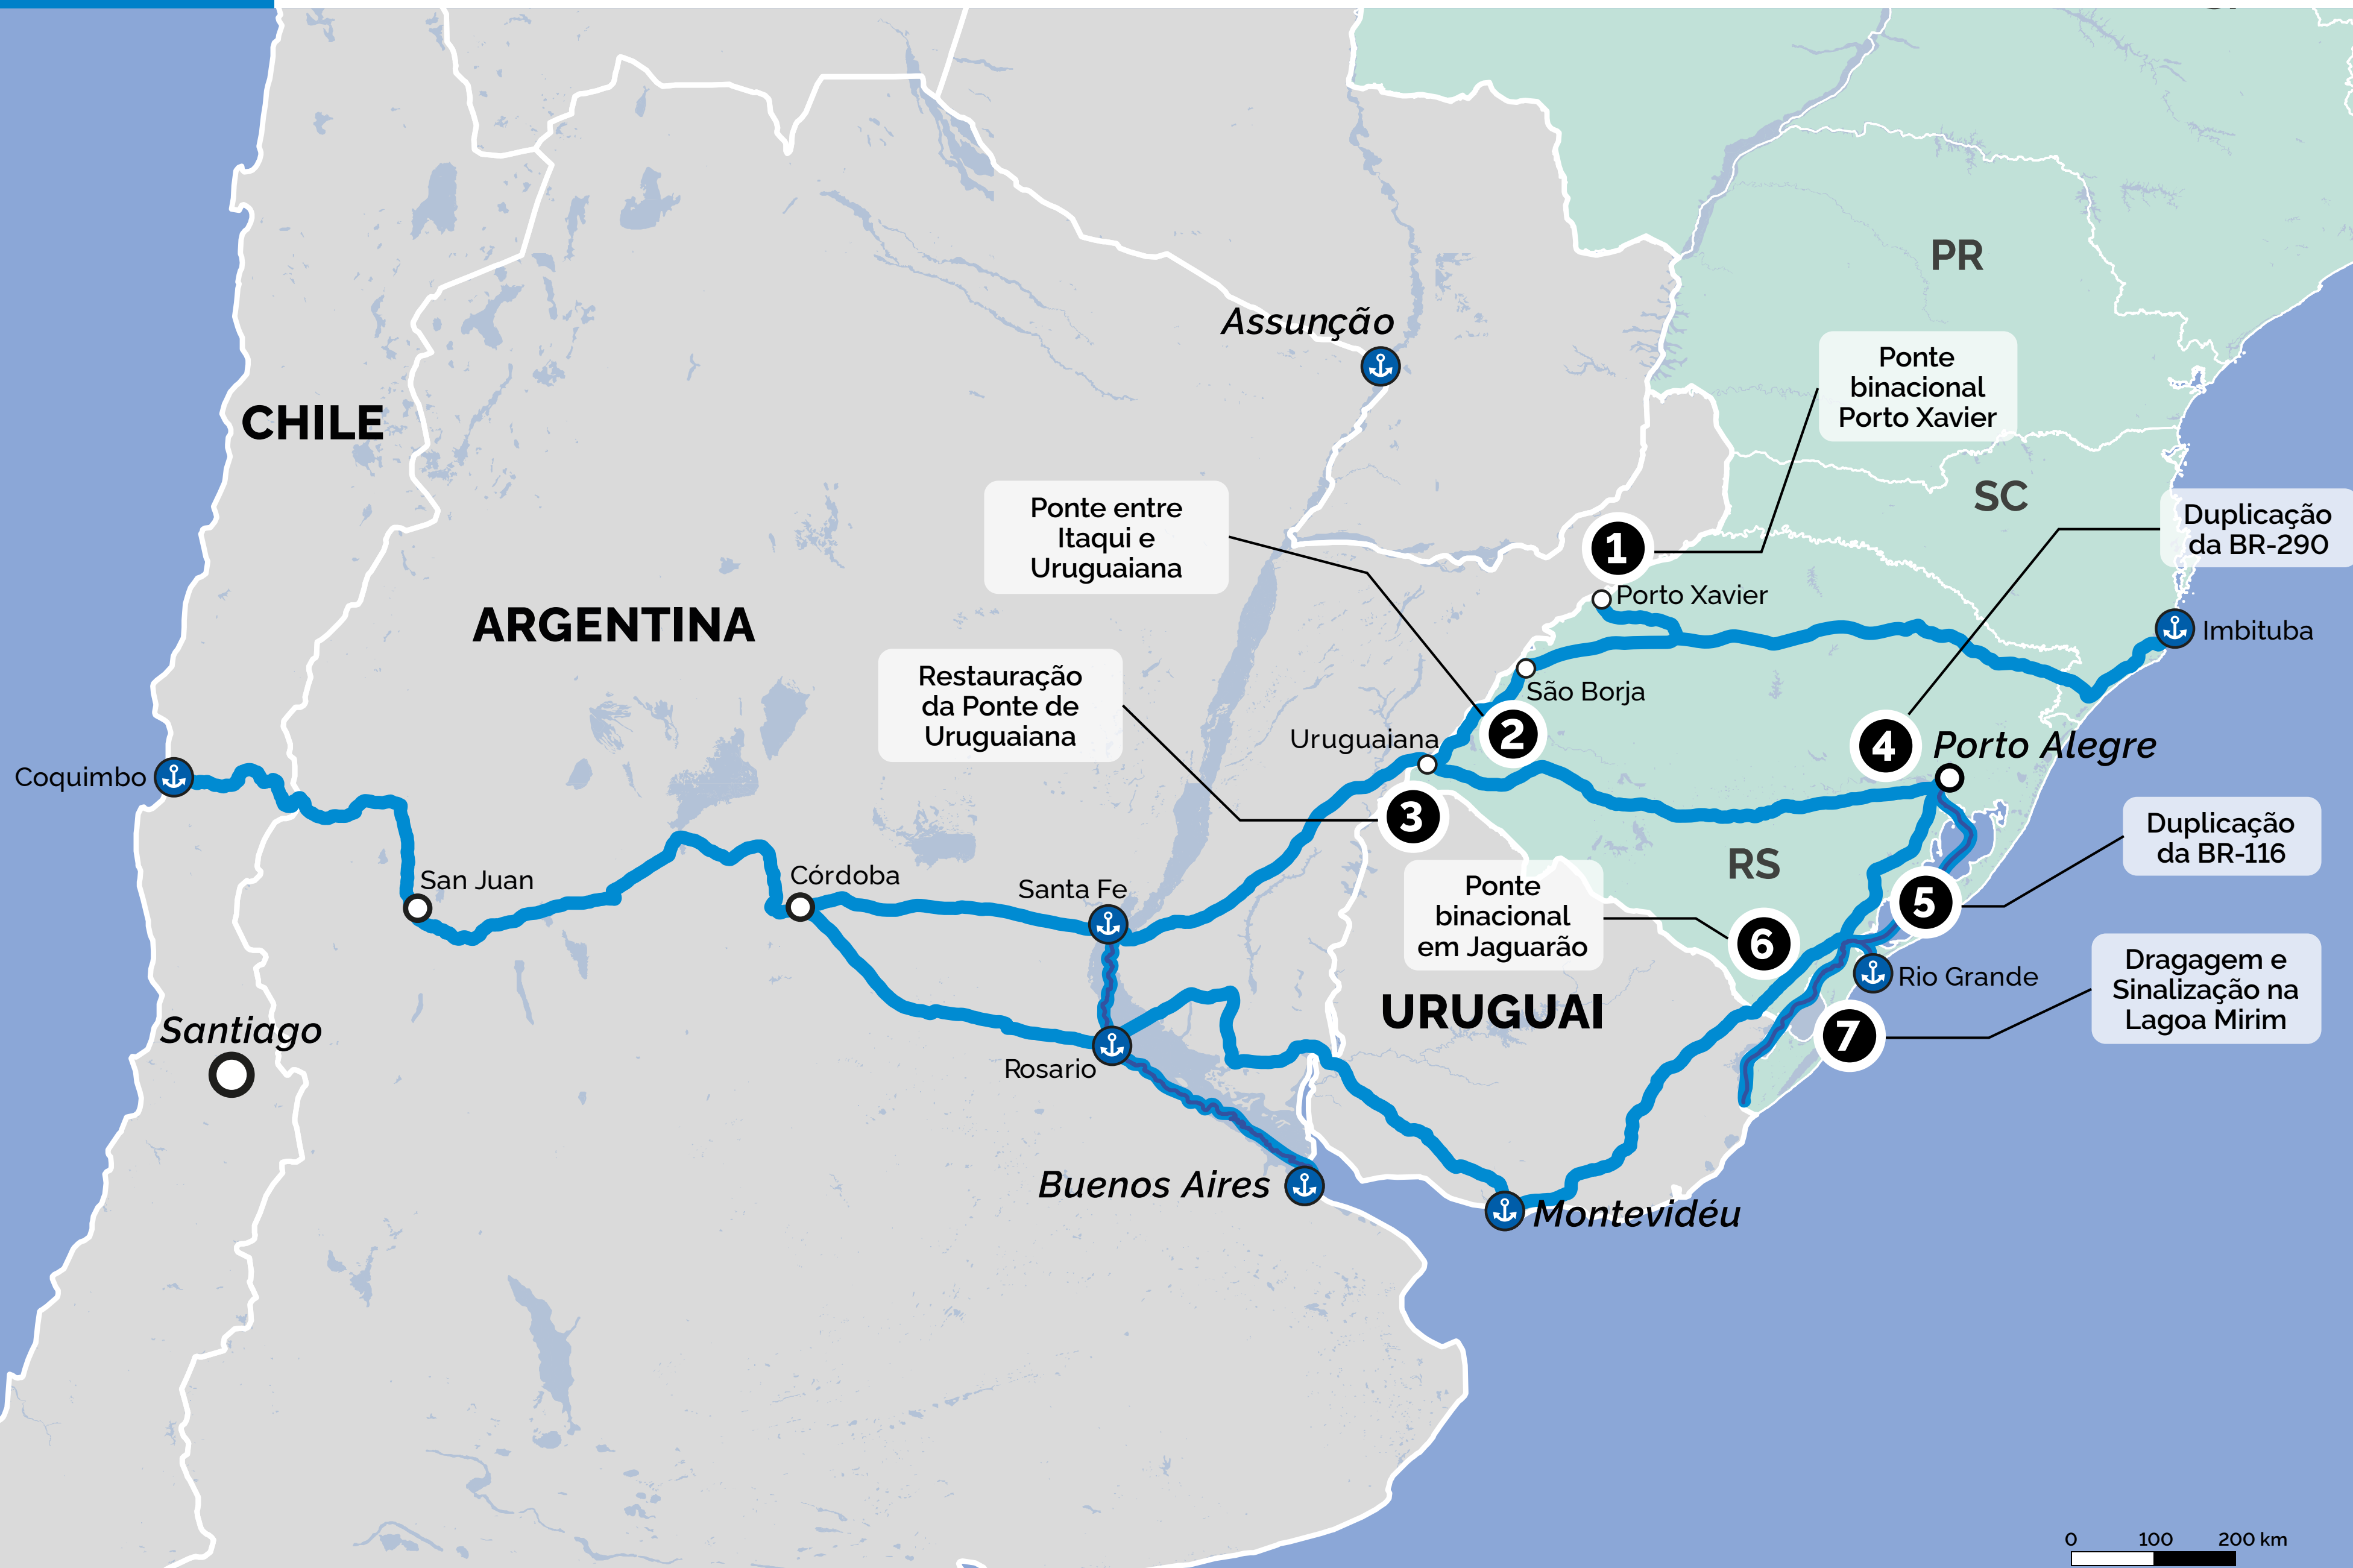 PR
Assunção
Ponte
binacional
Porto Xavier
CHILE
SC
Ponte entre
Itaqui e
Uruguaiana
Duplicação
da BR-290
1
Porto Xavier
ARGENTINA
Imbituba
Restauração
da Ponte de
Uruguaiana
São Borja
2
Uruguaiana
4
Porto Alegre
Coquimbo
3
Duplicação
da BR-116
RS
San Juan
Córdoba
Santa Fe
Ponte
binacional
em Jaguarão
5
6
Rio Grande
Dragagem e
Sinalização na
Lagoa Mirim
URUGUAI
7
Santiago
Rosario
Buenos Aires
Montevidéu
0 100 200 km